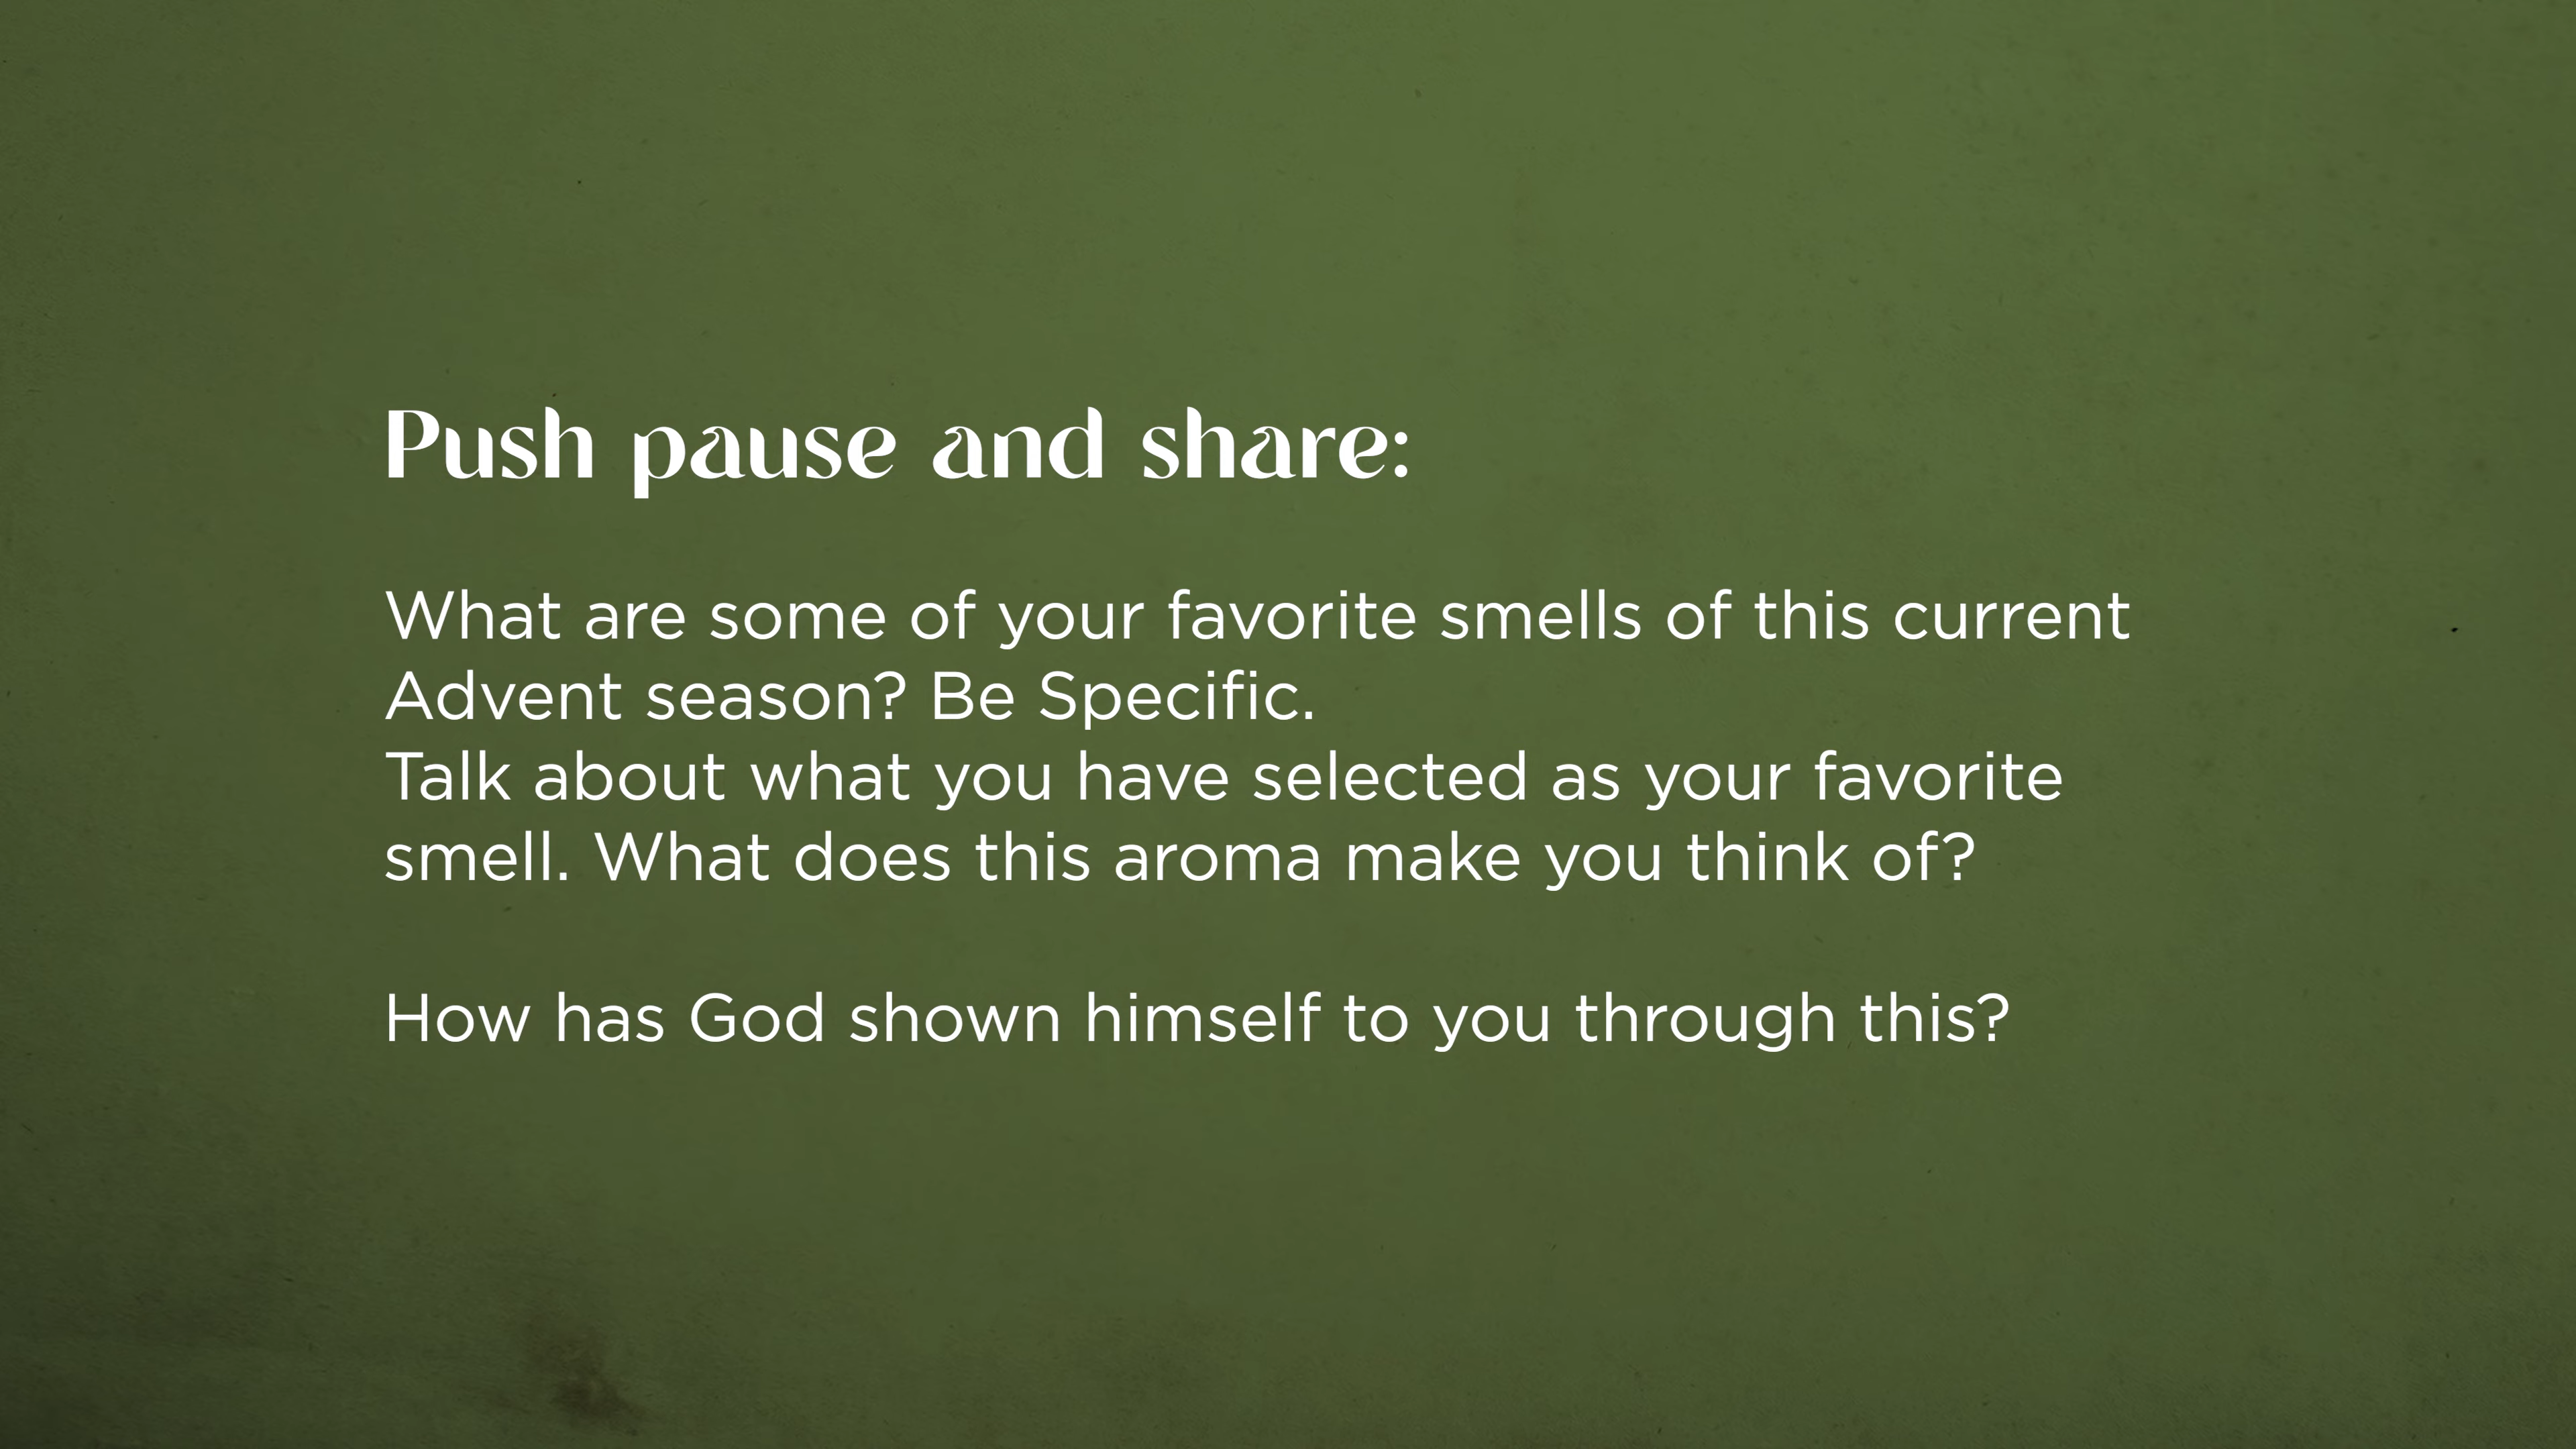 Push pause and share:
What are some of your favorite smells of this current
Advent season? Be Specific.
Talk about what you have selected as your favorite
smell. What does this aroma make you think of?
How has God shown himself to you through this?